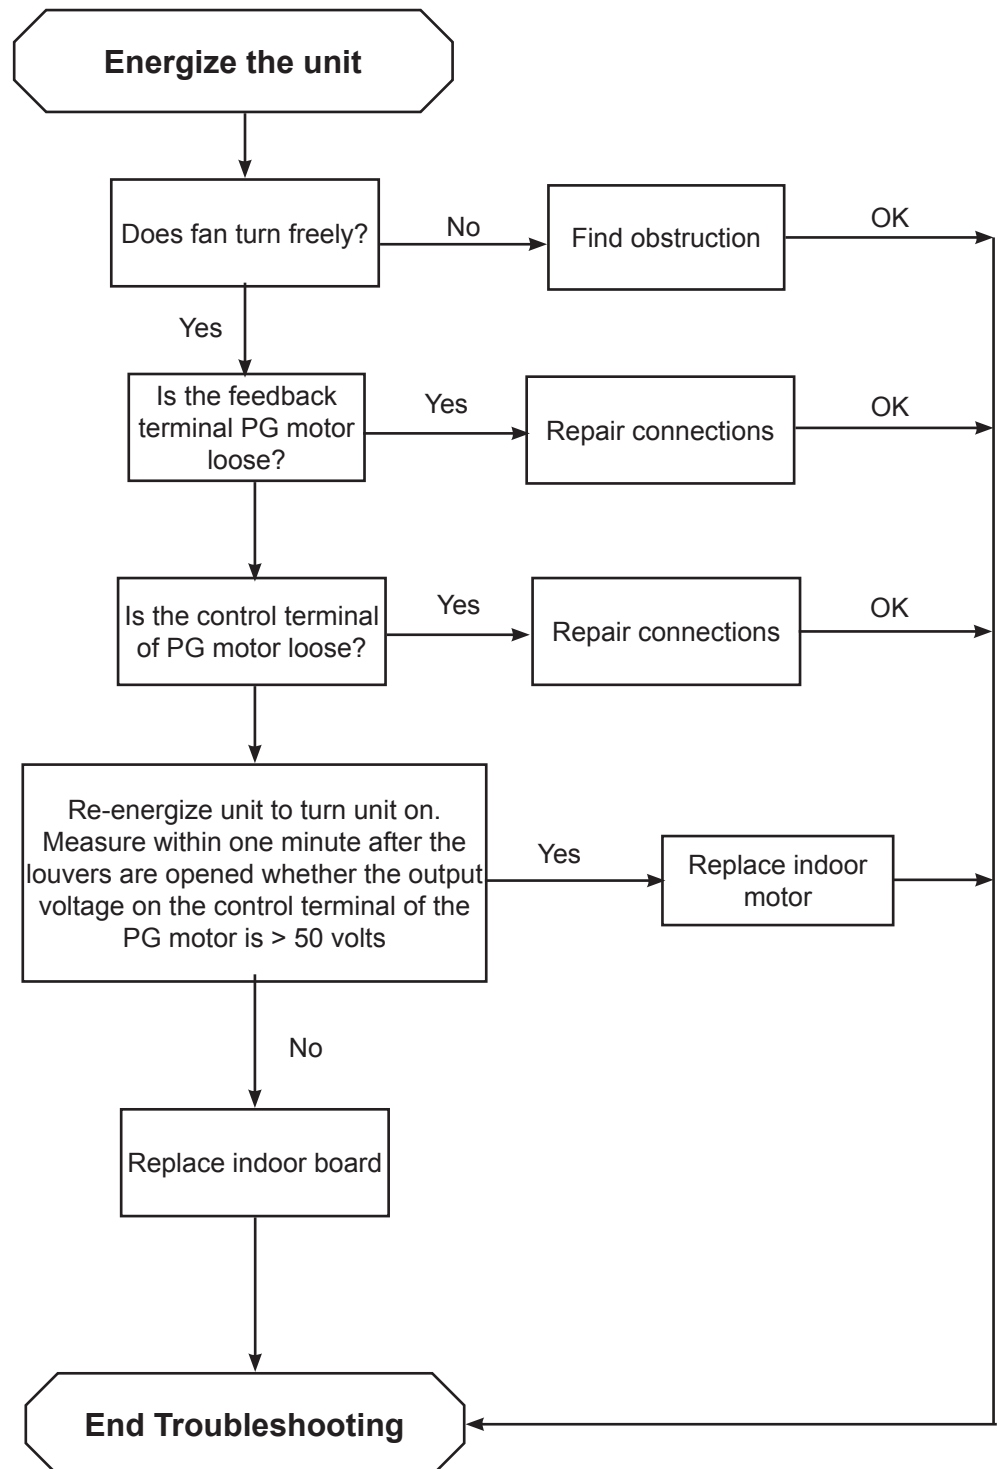 Energize the unit
Does fan turn freely?
No
Find obstruction
OK
Yes
Is the feedback
terminal PG motor
loose?
Yes
Repair connections
OK
Is the control terminal
of PG motor loose?
Yes
Repair connections
OK
Re-energize unit to turn unit on.
Measure within one minute after the
louvers are opened whether the output
voltage on the control terminal of the
PG motor is > 50 volts
Yes
Replace indoor
motor
No
Replace indoor board
End Troubleshooting